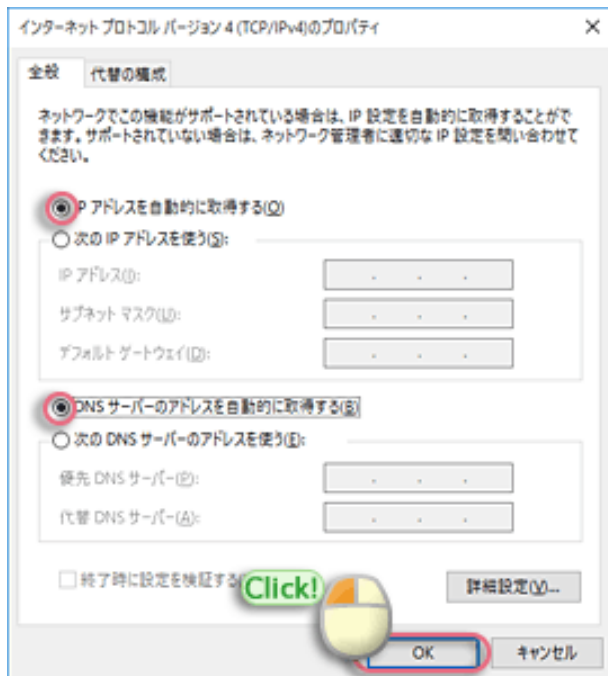 インターネット プロトコル バージョン 4 (TCP/IPv4)のプロパティ
全般
代替の構成
ネットワークでこの機能がサポートされている場合は、IP 設定を自動的に取得することがで
きます。サポートされていない場合は、ネットワーク管理者に適切な IP 設定を問い合わせて
ください。
IP アドレスを自動的に取得する(O)
次の IP アドレスを使う(S):
IP アドレス(I):
サブネット マスク(U):
デフォルト ゲートウェイ(D):
DNS サーバーのアドレスを自動的に取得する(B)
次の DNS サーバーのアドレスを使う(E):
優先 DNS サーバー(P):
代替 DNS サーバー(A):
終了時に設定を検証する
Click!
詳細設定(V)...
OK
キャンセル